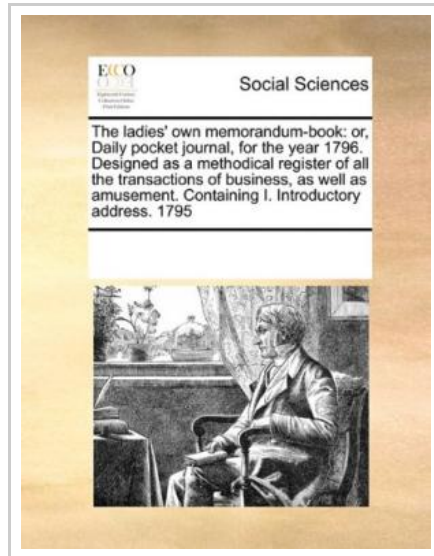 ECCO
Social Sciences
The ladies' own memorandum-book: or,
Daily pocket journal, for the year 1796.
Designed as a methodical register of all
the transactions of business, as well as
amusement. Containing I. Introductory
address. 1795